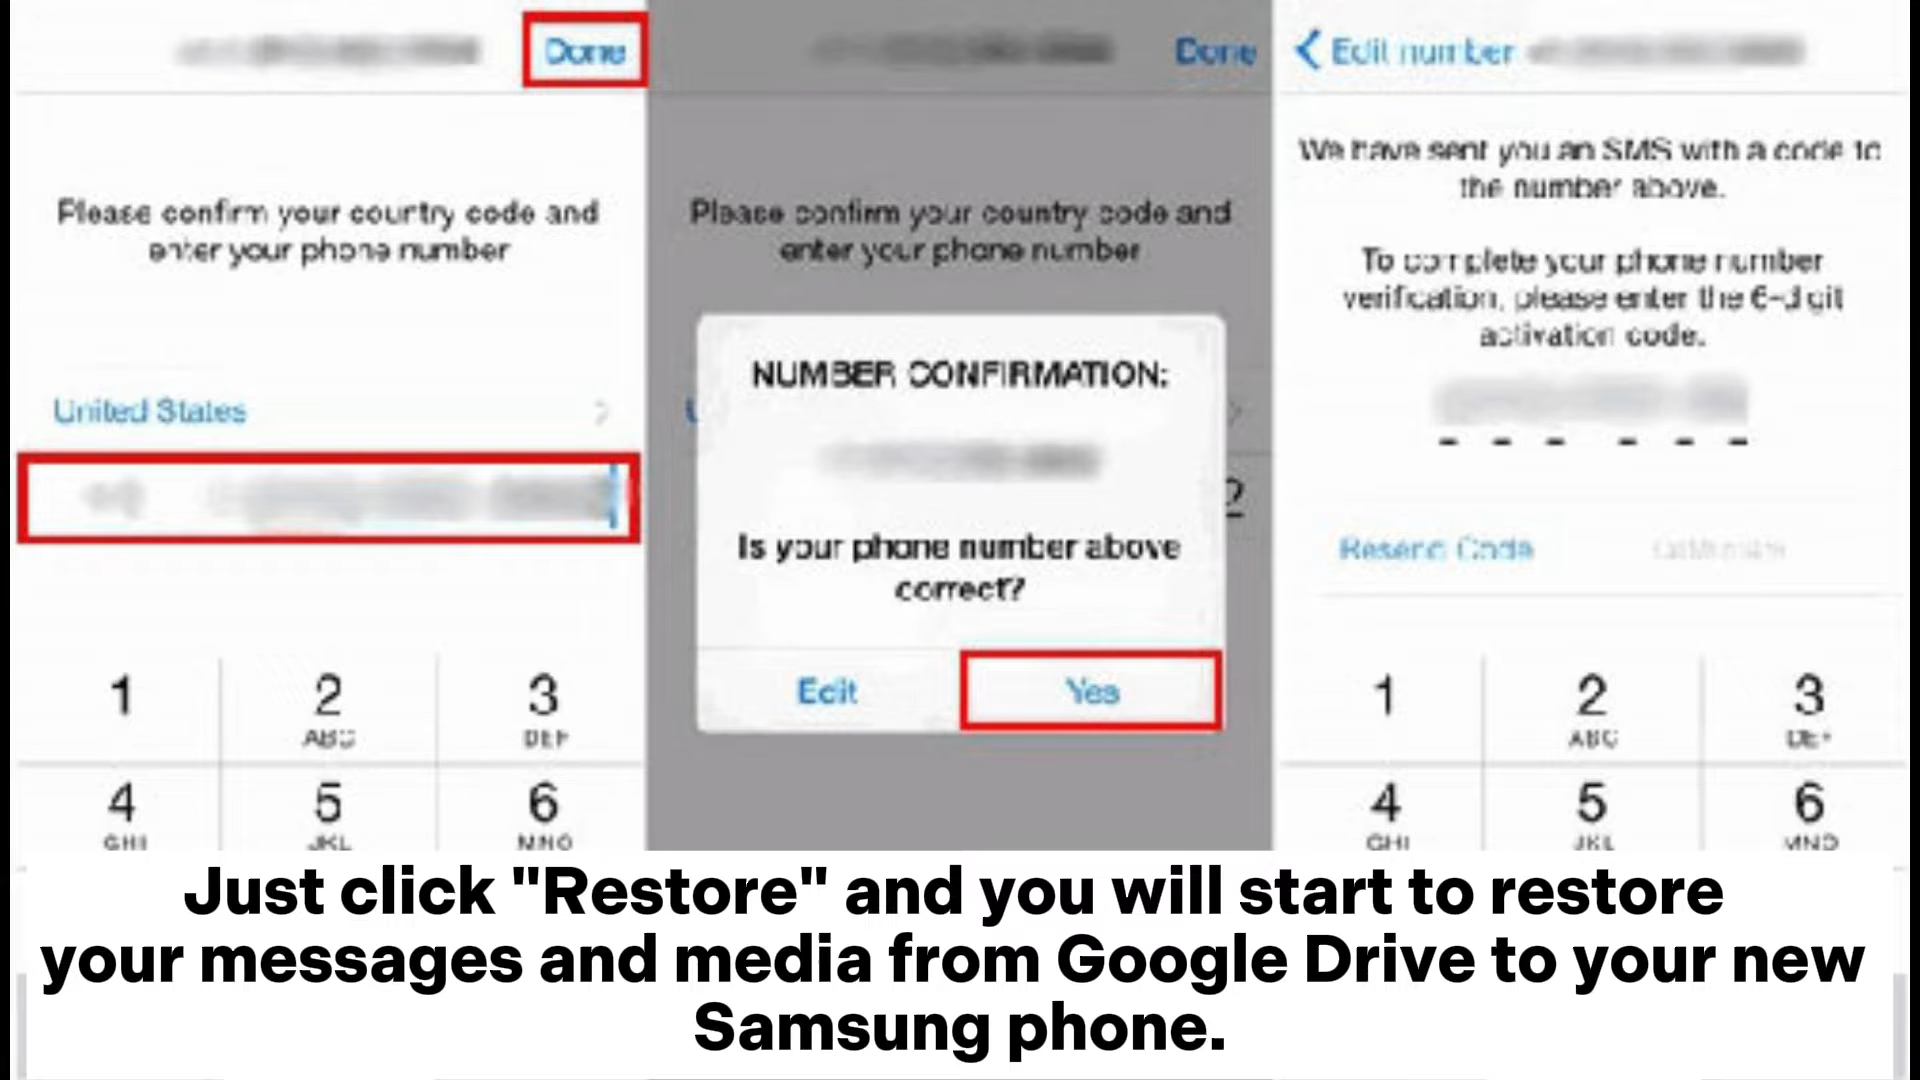 Done
Please confirm your country code and
enter your phone number
United States
1
2
ABC
3
DEF
4
GHI
5
JKL
6
MNO
Done
Please confirm your country code and
enter your phone number
NUMBER CONFIRMATION:
2
Is your phone number above
correct?
Edit
Yes
Edit number
We have sent you an SMS with a code to
the number above.
To complete your phone number
verification, please enter the 6-digit
activation code.
Resend Code
1
2
ABC
3
DEF
4
GHI
5
JKL
6
MNO
Just click "Restore" and you will start to restore
your messages and media from Google Drive to your new
Samsung phone.